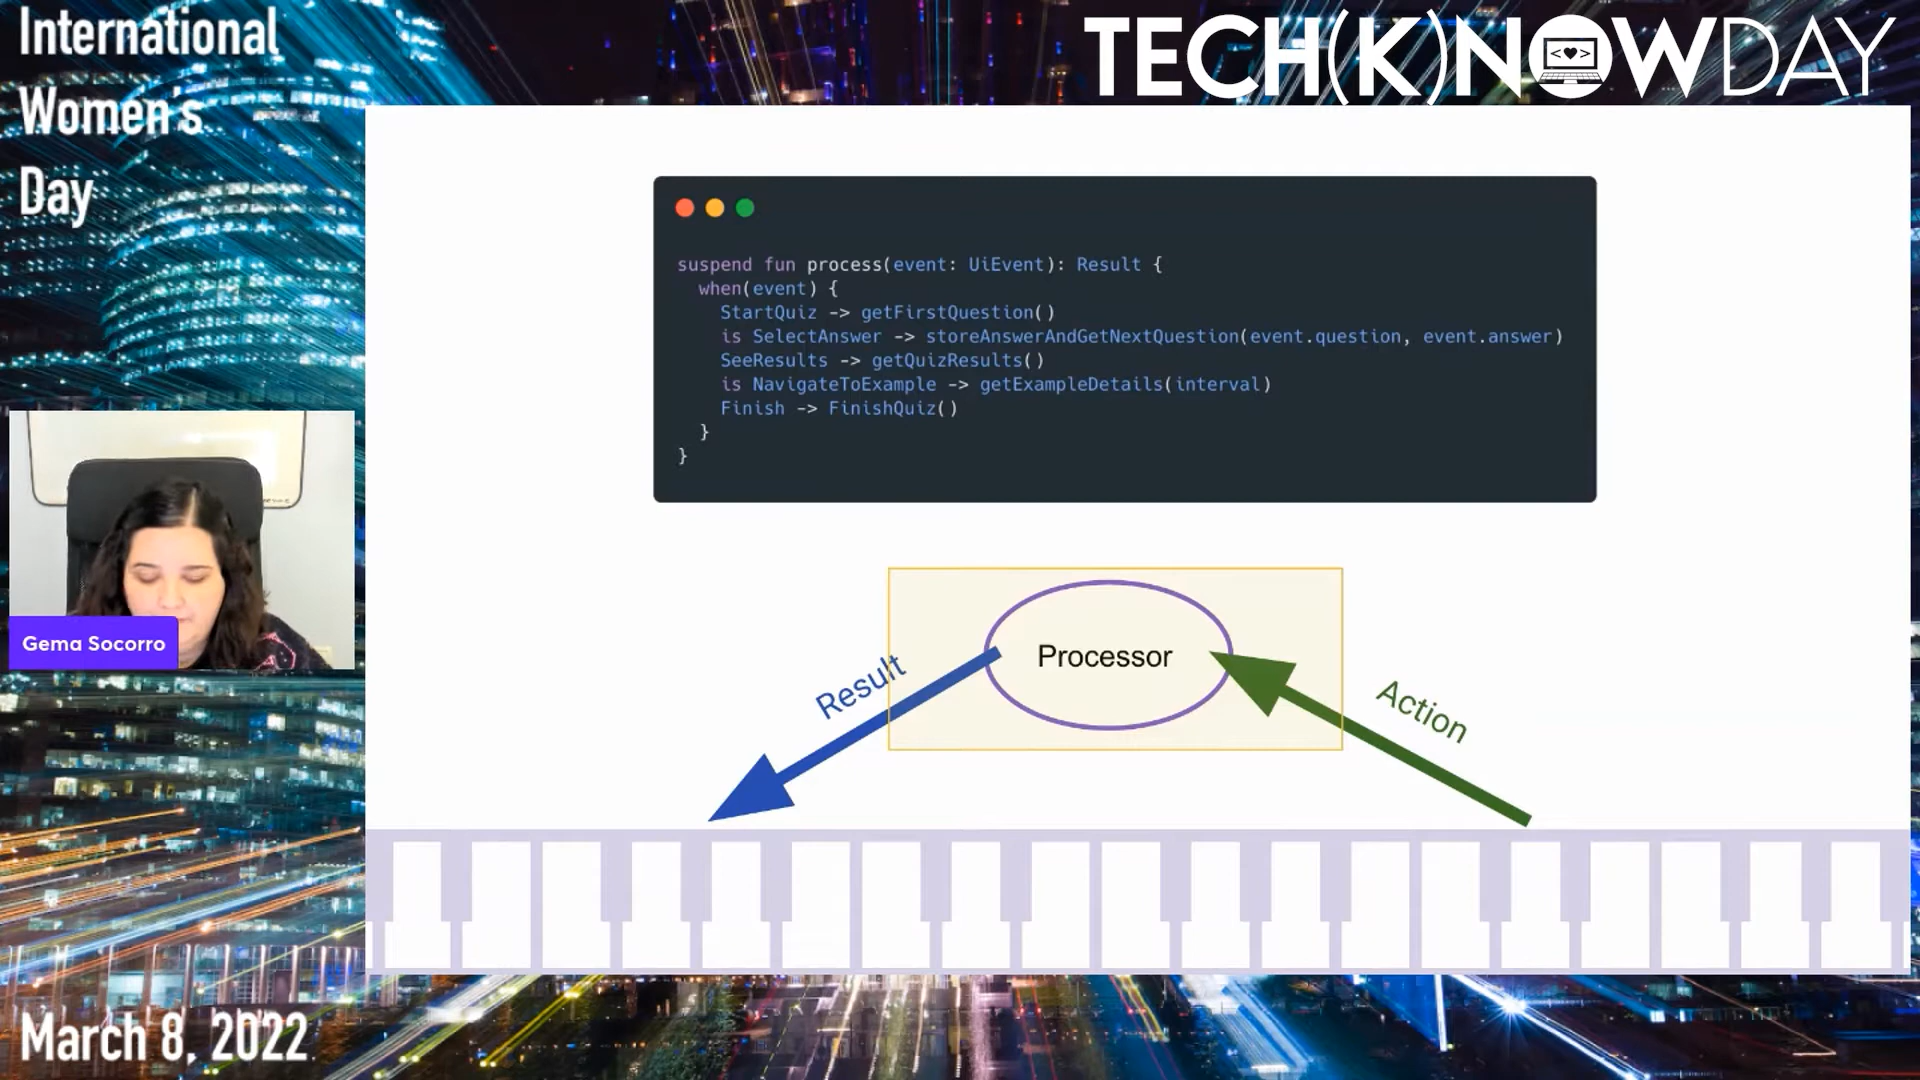 International
Women's
Day
TECH(K)NOWDAY
suspend fun process(event: UiEvent): Result {
when(event) {
StartQuiz -> getFirstQuestion()
is SelectAnswer -> storeAnswerAndGetNextQuestion(event.question, event.answer)
SeeResults -> getQuizResults()
is NavigateToExample -> getExampleDetails(interval)
Finish -> FinishQuiz()
}
}
Gema Socorro
Result
Processor
Action
March 8, 2022